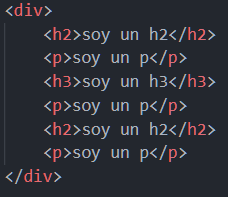 <div>
    <h2>soy un h2</h2>
    <p>soy un p</p>
    <h3>soy un h3</h3>
    <p>soy un p</p>
    <h2>soy un h2</h2>
    <p>soy un p</p>
</div>